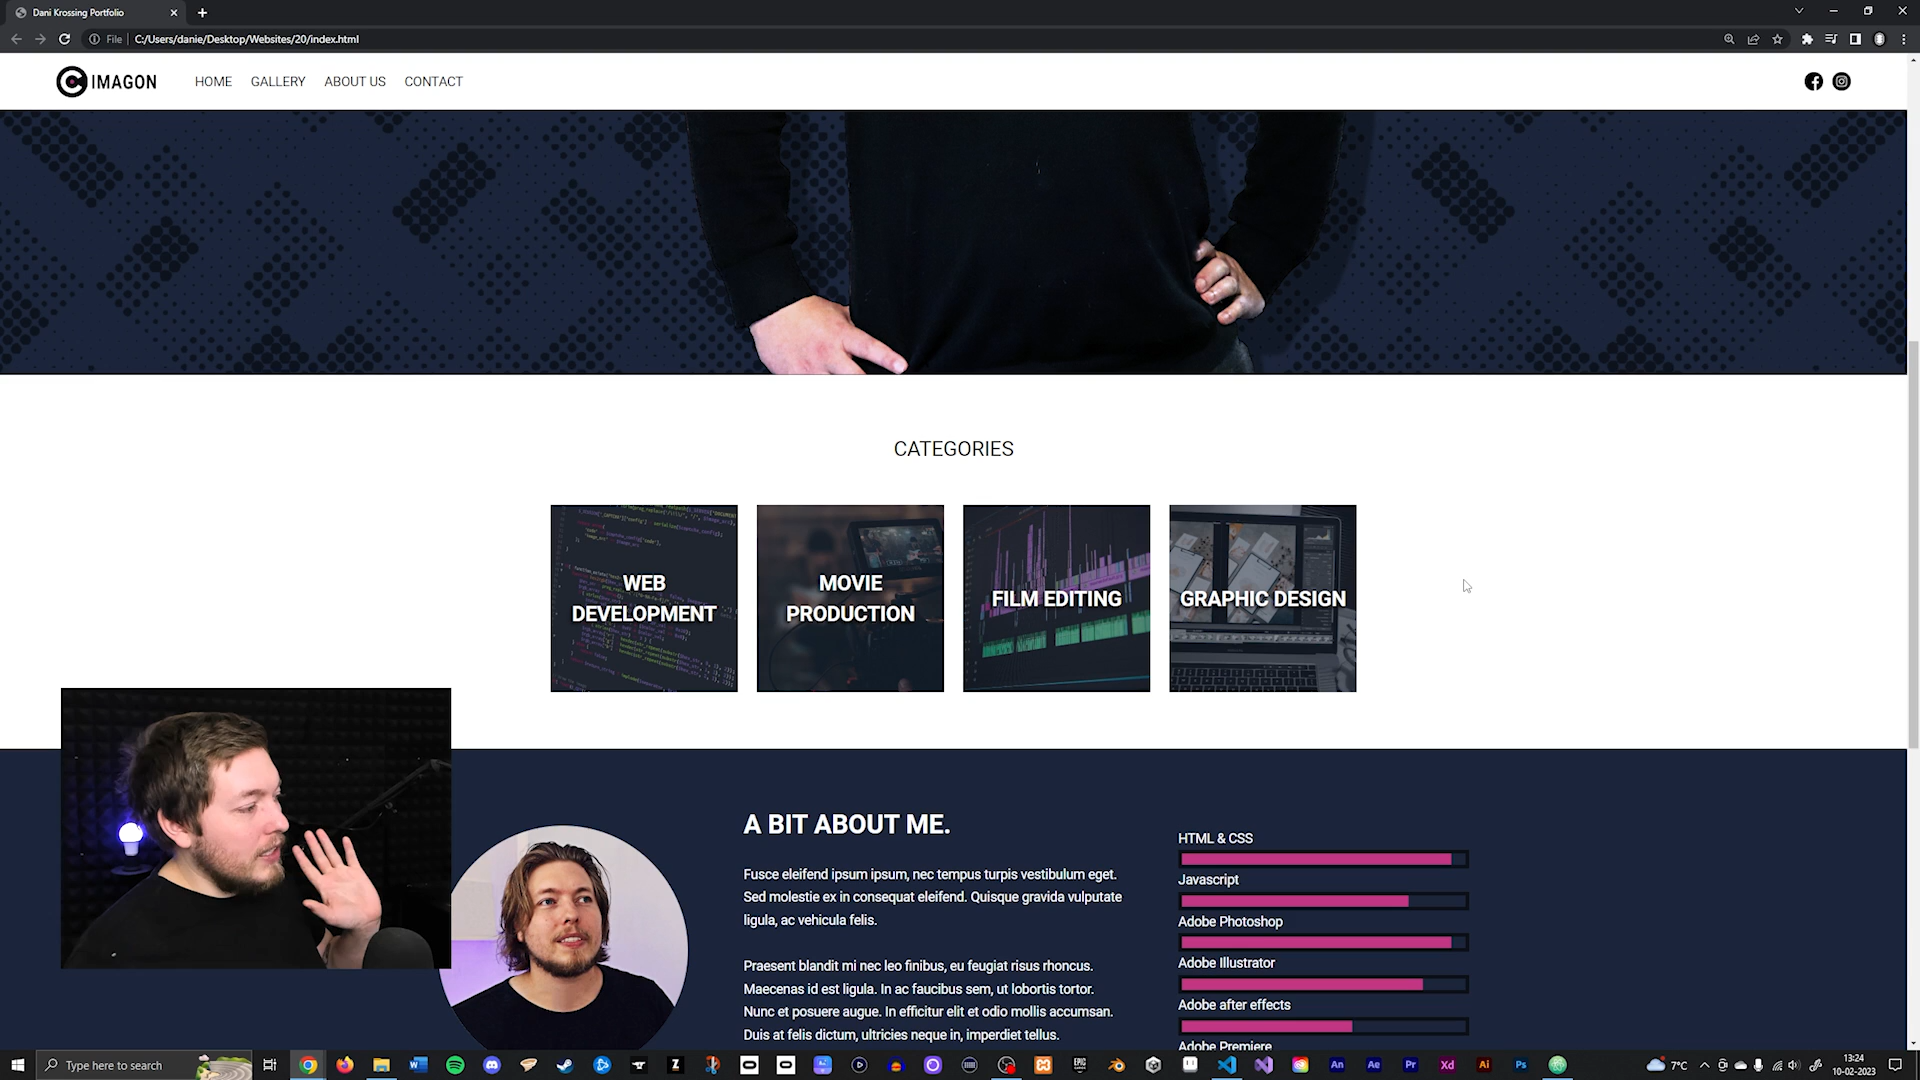 Dani Krossing Portfolio
File
C:/Users/danie/Desktop/Websites/20/index.html
IMAGON
HOME
GALLERY
ABOUT US
CONTACT
CATEGORIES
WEB
DEVELOPMENT
MOVIE
PRODUCTION
FILM EDITING
GRAPHIC DESIGN
A BIT ABOUT ME.
Fusce eleifend ipsum ipsum, nec tempus turpis vestibulum eget.
Sed molestie ex in consequat eleifend. Quisque gravida vulputate
ligula, ac vehicula felis.
Praesent blandit mi nec leo finibus, eu feugiat risus rhoncus.
Maecenas id est ligula. In ac faucibus sem, ut lobortis tortor.
Nunc et posuere augue. In efficitur elit et odio mollis accumsan.
Duis at felis dictum, ultricies neque in, imperdiet tellus.
HTML & CSS
Javascript
Adobe Photoshop
Adobe Illustrator
Adobe after effects
Adobe Premiere
Type here to search
An
Ae
Pr
Xd
Ai
Ps
7°C
13:24
10-02-2023